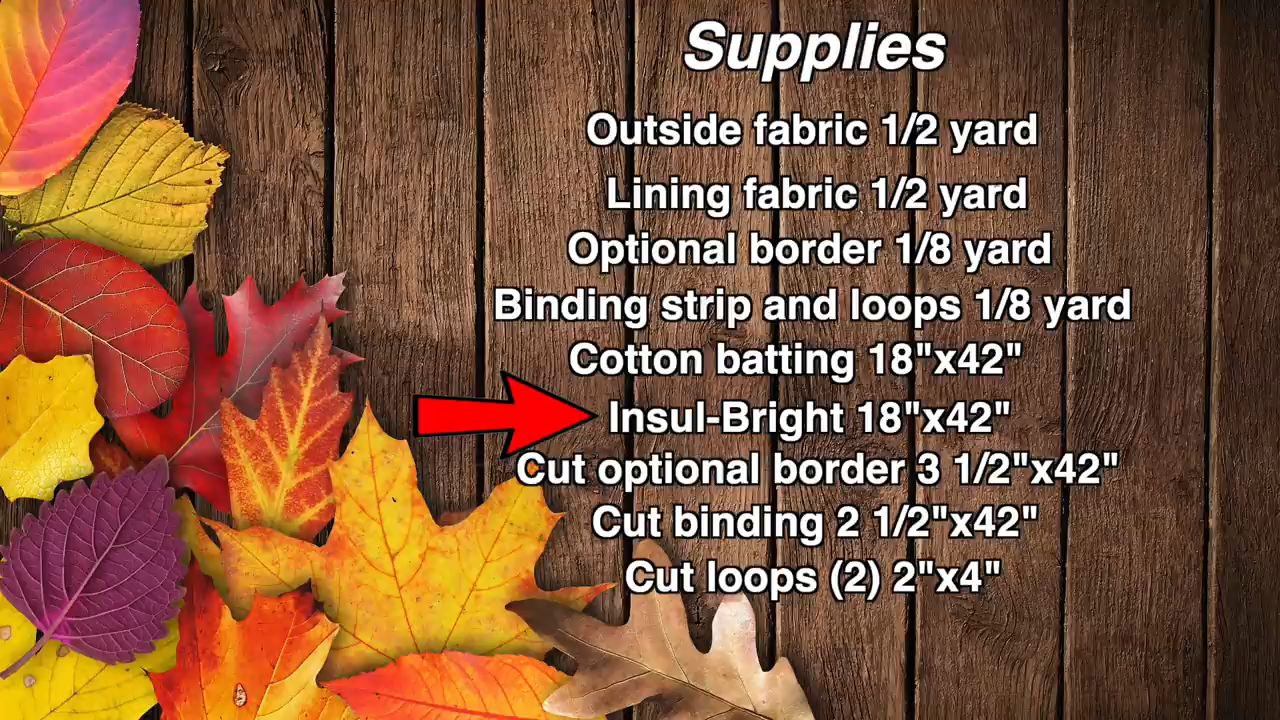 Supplies
Outside fabric 1/2 yard
Lining fabric 1/2 yard
Optional border 1/8 yard
Binding strip and loops 1/8 yard
Cotton batting 18"x42"
Insul-Bright 18"x42"
Cut optional border 3 1/2"x42"
Cut binding 2 1/2"x42"
Cut loops (2) 2"x4"